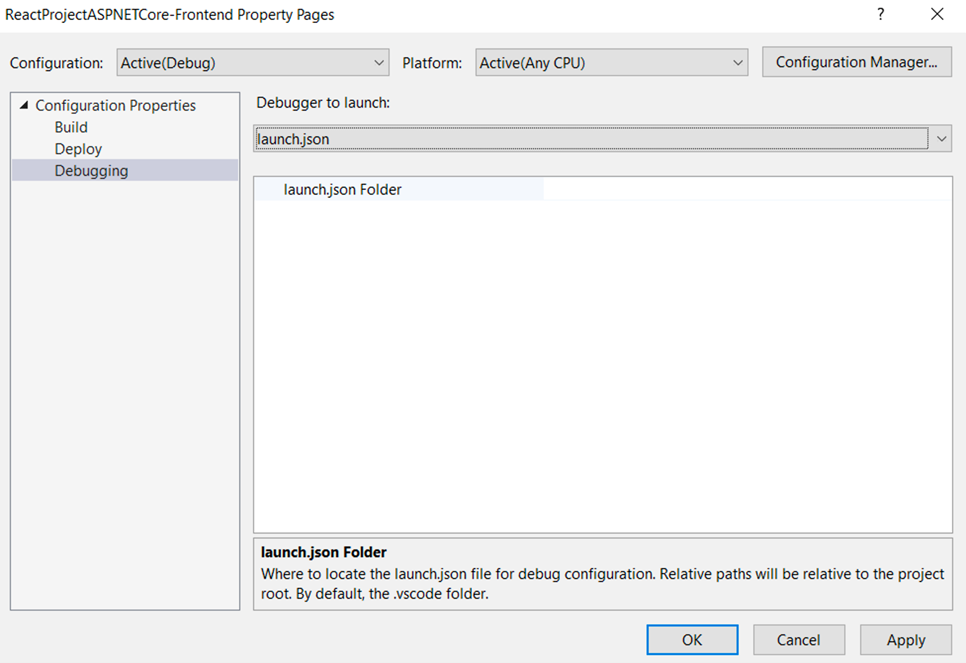 ReactProjectASPNETCore-Frontend Property Pages
?
Configuration: Active(Debug) Platform: Active(Any CPU) Configuration Manager...
Configuration Properties
Build
Deploy
Debugging
Debugger to launch:
launch.json
launch.json Folder
launch.json Folder
Where to locate the launch.json file for debug configuration. Relative paths will be relative to the project
root. By default, the .vscode folder.
OK Cancel Apply